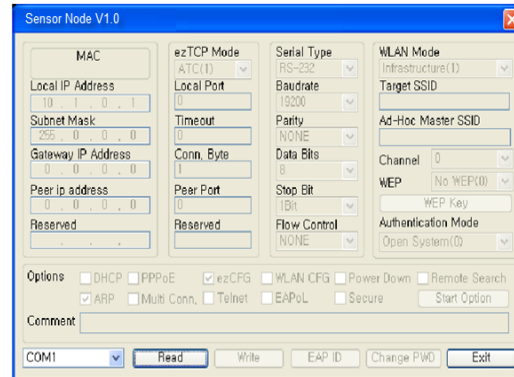 Sensor Node V1.0
MAC
Local IP Address
10 . 1 . 0 . 1
Subnet Mask
255 . 0 . 0 . 0
Gateway IP Address
0 . 0 . 0 . 0
Peer ip address
0 . 0 . 0 . 0
Reserved
. . .
ezTCP Mode
ATC(1)
Local Port
0
Timeout
0
Conn. Byte
1
Peer Port
0
Reserved
Serial Type
RS-232
Baudrate
19200
Parity
NONE
Data Bits
8
Stop Bit
1Bit
Flow Control
NONE
WLAN Mode
Infrastructure(1)
Target SSID
Ad-Hoc Master SSID
Channel 0
WEP No WEP(0)
WEP Key
Authentication Mode
Open System(0)
Options DHCP PPPoE ezCFG WLAN CFG Power Down Remote Search
ARP Multi Conn. Telnet EAPoL Secure Start Option
Comment
COM1 Read Write EAP ID Change PWD Exit